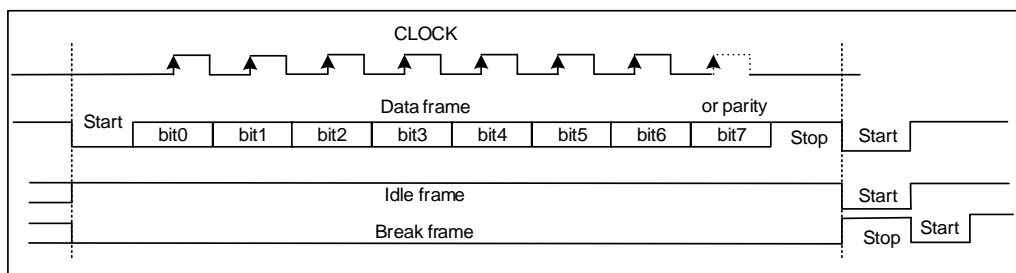 CLOCK
Data frame or parity
Start bit0 bit1 bit2 bit3 bit4 bit5 bit6 bit7 Stop Start
Idle frame Start
Break frame Stop Start